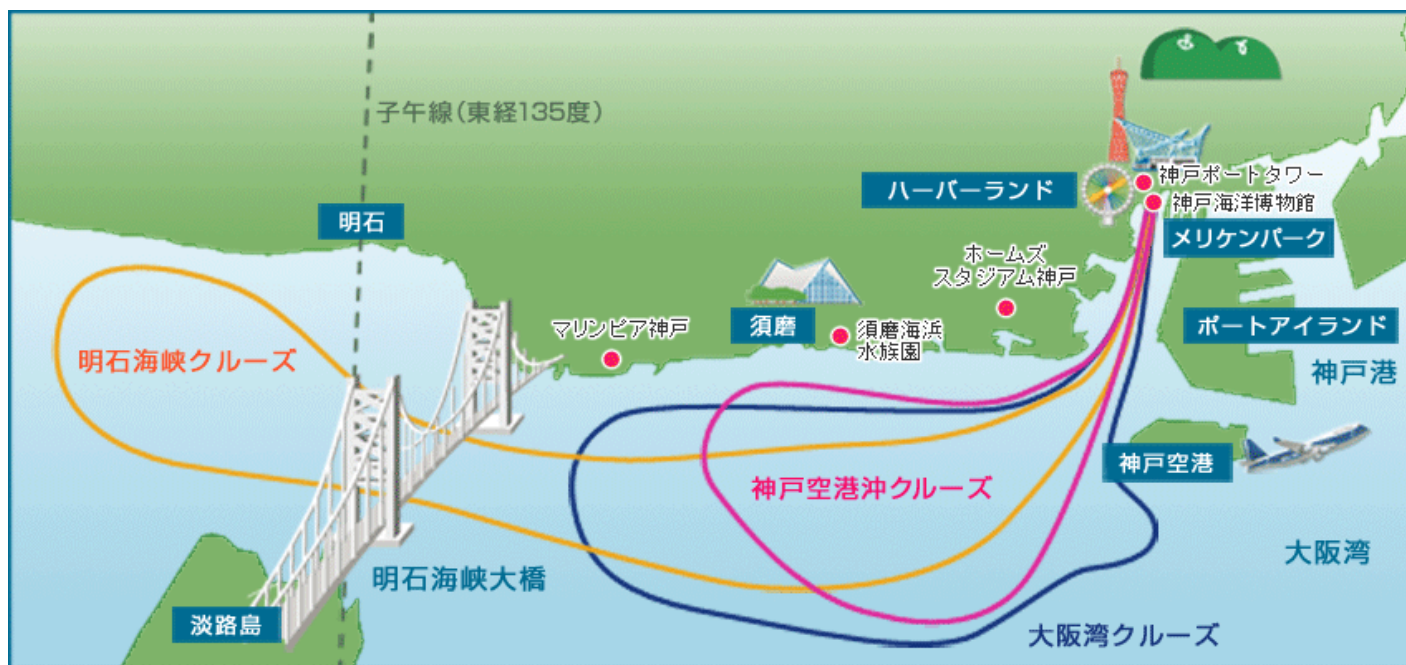 子午線（東経135度）
ハーバーランド
神戸ポートタワー
神戸海洋博物館
メリケンパーク
明石
ホームズ
スタジアム神戸
マリンピア神戸
須磨
須磨海浜
水族園
ポートアイランド
神戸港
明石海峡クルーズ
神戸空港
神戸空港沖クルーズ
大阪湾
明石海峡大橋
淡路島
大阪湾クルーズ